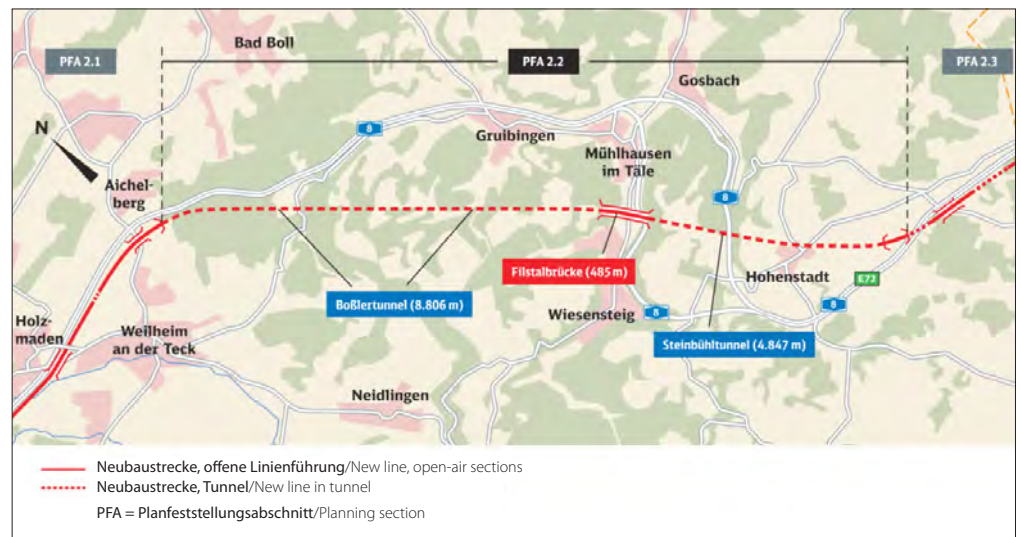 PFA 2.1
Bad Boll
PFA 2.2
Gosbach
PFA 2.3
N
8
Gruibingen
Mühlhausen
im Täle
Aichel-
berg
8
Filstalbrücke (485 m)
Hohenstadt
E72
Boßlertunnel (8.806 m)
8
Holz-
maden
Weilheim
an der Teck
Wiesensteig
8
Steinbühltunnel (4.847 m)
Neidlingen
Neubaustrecke, offene Linienführung/New line, open-air sections
Neubaustrecke, Tunnel/New line in tunnel
PFA = Planfeststellungsabschnitt/Planning section